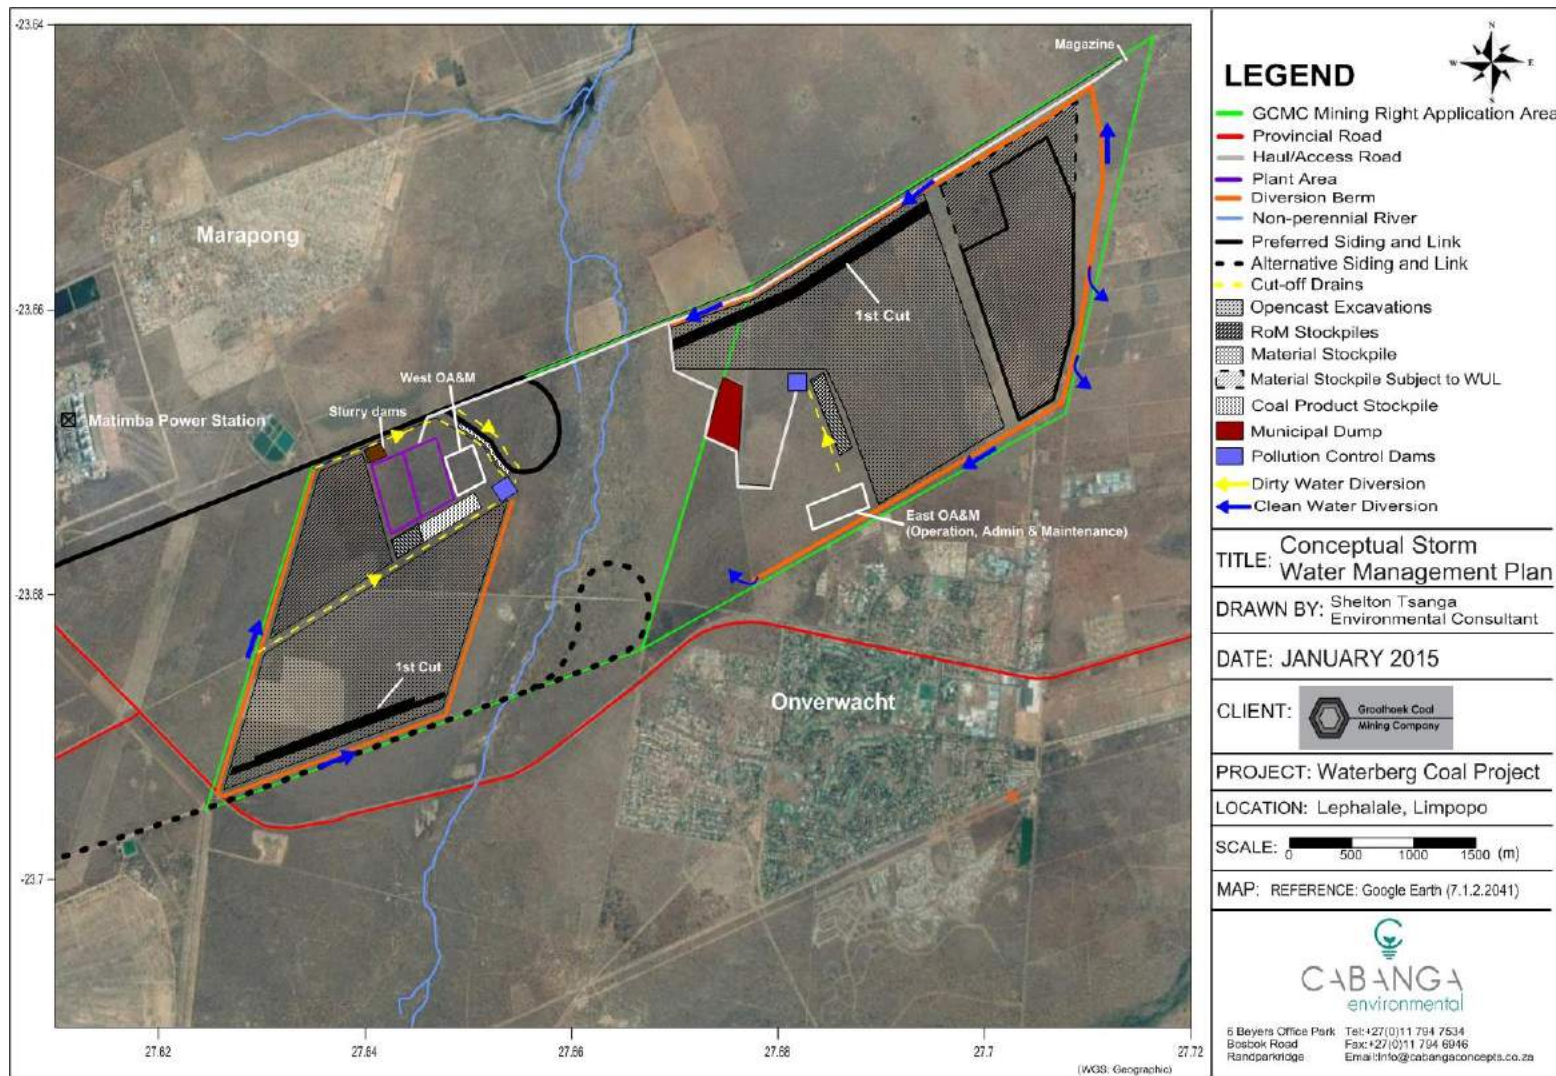 -23.64
-23.66
-23.68
-23.7
27.62
27.64
27.66
27.68
27.7
27.72
(WGS: Geographic)
Magazine
Marapong
1st Cut
West OA&M
Slurry dams
Matimba Power Station
East OA&M
(Operation, Admin & Maintenance)
1st Cut
Onverwacht
N
W
E
S
LEGEND
GCMC Mining Right Application Area
Provincial Road
Haul/Access Road
Plant Area
Diversion Berm
Non-perennial River
Preferred Siding and Link
Alternative Siding and Link
Cut-off Drains
Opencast Excavations
RoM Stockpiles
Material Stockpile
Material Stockpile Subject to WUL
Coal Product Stockpile
Municipal Dump
Pollution Control Dams
Dirty Water Diversion
Clean Water Diversion
TITLE: Conceptual Storm
Water Management Plan
DRAWN BY: Shelton Tsanga
Environmental Consultant
DATE: JANUARY 2015
CLIENT:
Groothoek Coal
Mining Company
PROJECT: Waterberg Coal Project
LOCATION: Lephalale, Limpopo
SCALE:
0 500 1000 1500 (m)
MAP: REFERENCE: Google Earth (7.1.2.2041)
CABANGA
environmental
6 Beyers Office Park Tel:+27(0)11 794 7534
Bosbok Road Fax:+27(0)11 794 6946
Randparkridge Email:Info@cabangaconcepts.co.za